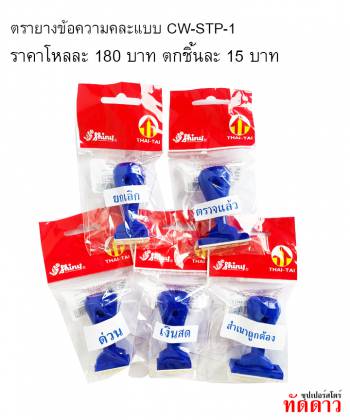 ตรายางข้อความคละแบบ CW-STP-1
ราคาโหลละ 180 บาท ตกชิ้นละ 15 บาท
Shiny
THAI-TAI
Shiny
THAI-TAI
ยกเลิก
ตรวจแล้ว
Shiny
THAI-TAI
Shiny
THAI-TAI
Shiny
THAI-TAI
ด่วน
เงินสด
สำเนาถูกต้อง
ซุปเปอร์สโตร์
ทัดดาว